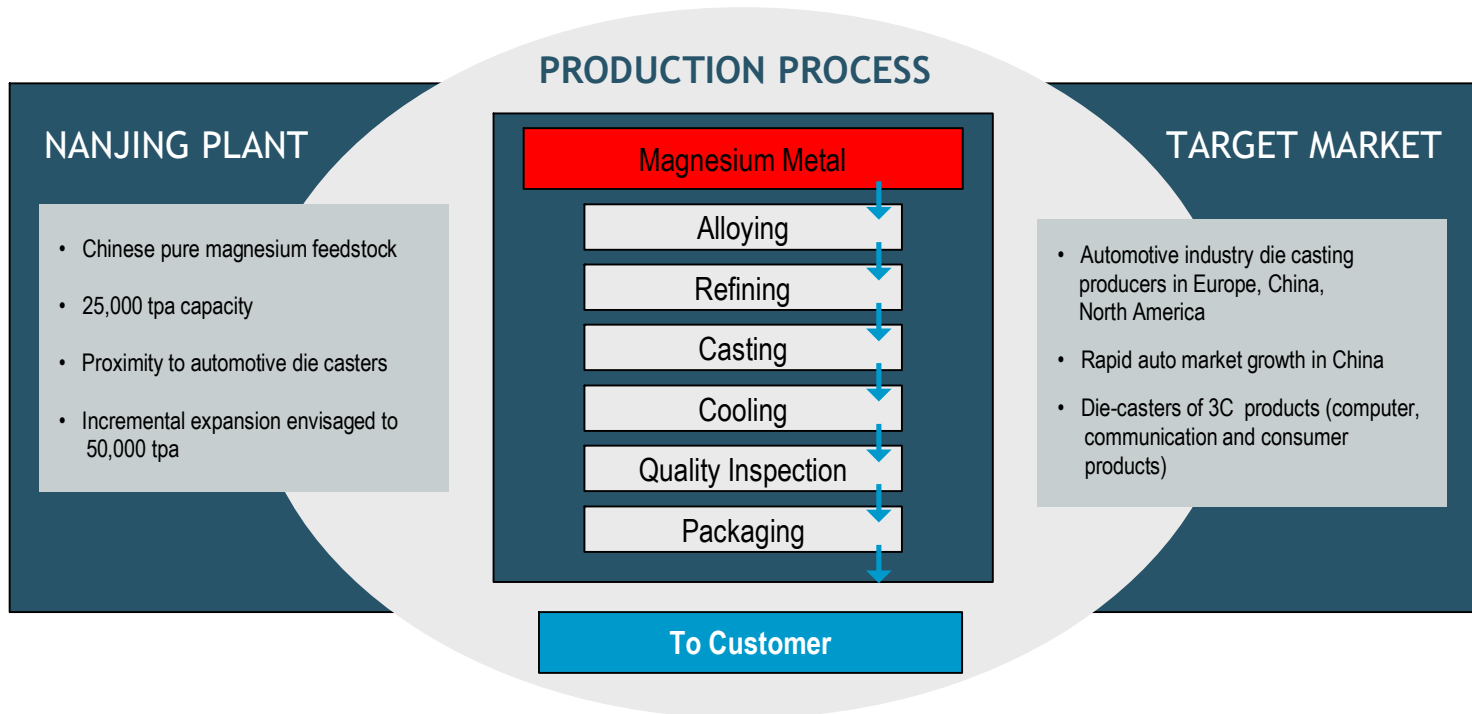 PRODUCTION PROCESS
NANJING PLANT
• Chinese pure magnesium feedstock
• 25,000 tpa capacity
• Proximity to automotive die casters
• Incremental expansion envisaged to
50,000 tpa
Magnesium Metal
Alloying
Refining
Casting
Cooling
Quality Inspection
Packaging
To Customer
TARGET MARKET
• Automotive industry die casting
producers in Europe, China,
North America
• Rapid auto market growth in China
• Die-casters of 3C products (computer,
communication and consumer
products)